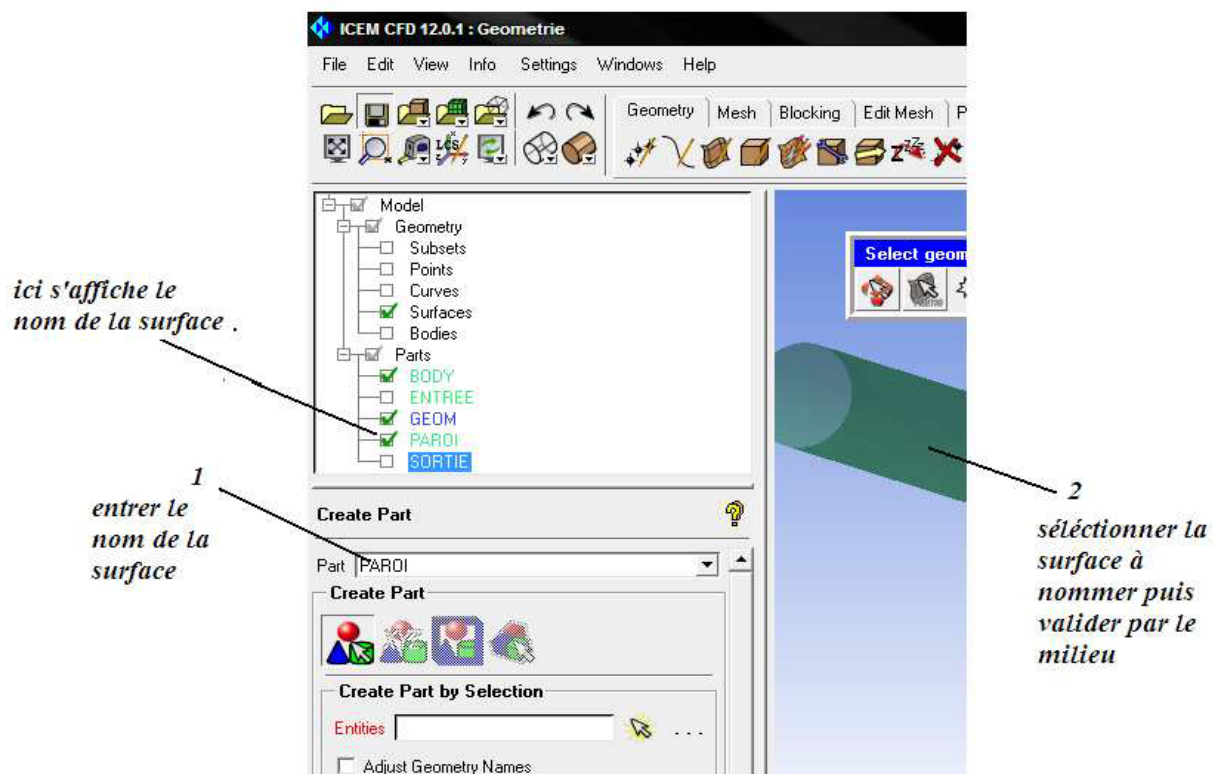 ICEM CFD 12.0.1 : Geometrie
File Edit View Info Settings Windows Help
Geometry Mesh Blocking Edit Mesh P
LCS
Model
Geometry
Subsets
Points
Curves
Surfaces
Bodies
Parts
BODY
ENTREE
GEOM
PAROI
SORTIE
Select geom
ici s'affiche le
nom de la surface .
1
entrer le
nom de la
surface
Create Part
Part PAROI
Create Part
Create Part by Selection
Entities ...
Adjust Geometry Names
2
séléctionner la
surface à
nommer puis
valider par le
milieu